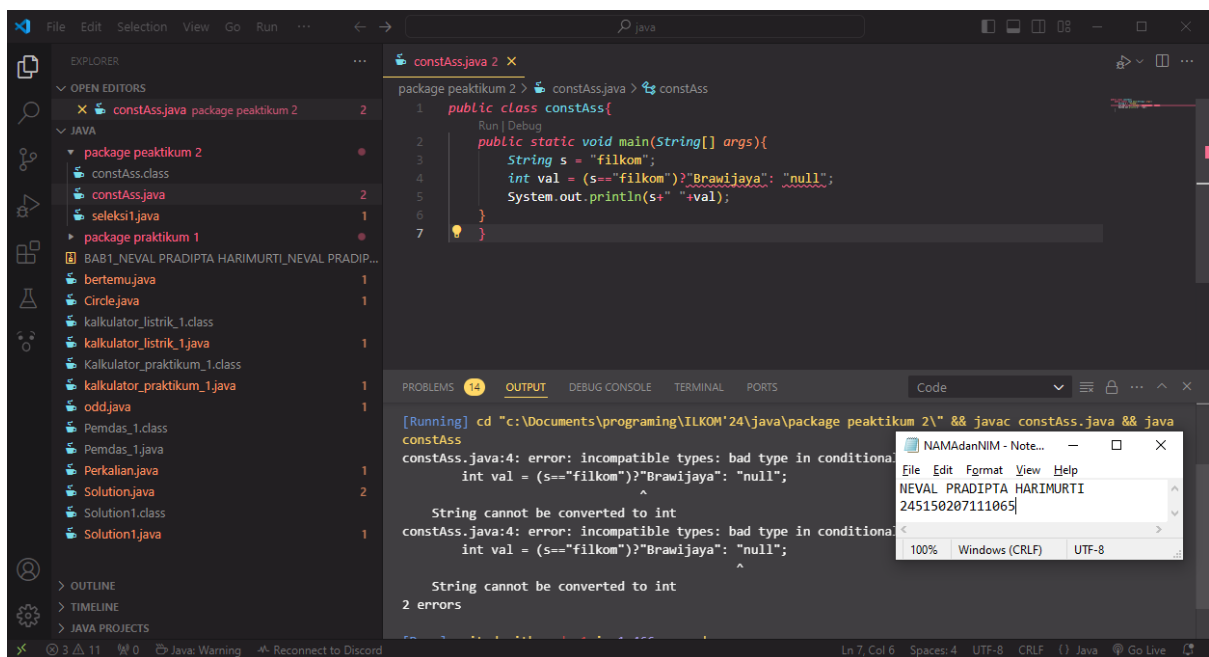 File Edit Selection View Go Run ···
java
EXPLORER
OPEN EDITORS
constAss.java package peaktikum 2 2
JAVA
package peaktikum 2
constAss.class
constAss.java 2
seleksi1.java 1
package praktikum 1
BAB1_NEVAL PRADIPTA HARIMURTI_NEVAL PRADIP...
bertemu.java 1
Circle.java 1
kalkulator_listrik_1.class
kalkulator_listrik_1.java 1
Kalkulator_praktikum_1.class
kalkulator_praktikum_1.java 1
odd.java 1
Pemdas_1.class
Pemdas_1.java
Perkalian.java 1
Solution.java 2
Solution1.class
Solution1.java 1
OUTLINE
TIMELINE
JAVA PROJECTS
constAss.java 2
package peaktikum 2 > constAss.java > constAss
1 public class constAss{
Run | Debug
2 public static void main(String[] args){
3 String s = "filkom";
4 int val = (s=="filkom")?"Brawijaya": "null";
5 System.out.println(s+" "+val);
6 }
7 }
PROBLEMS 14 OUTPUT DEBUG CONSOLE TERMINAL PORTS Code
[Running] cd "c:\Documents\programing\ILKOM'24\java\package peaktikum 2\" && javac constAss.java && java
constAss
constAss.java:4: error: incompatible types: bad type in conditional
int val = (s=="filkom")?"Brawijaya": "null";
^
String cannot be converted to int
constAss.java:4: error: incompatible types: bad type in conditional
int val = (s=="filkom")?"Brawijaya": "null";
^
String cannot be converted to int
2 errors
NAMAdanNIM - Note...
File Edit Format View Help
NEVAL PRADIPTA HARIMURTI
245150207111065
100% Windows (CRLF) UTF-8
3 11 0 Java: Warning Reconnect to Discord Ln 7, Col 6 Spaces: 4 UTF-8 CRLF {} Java Go Live